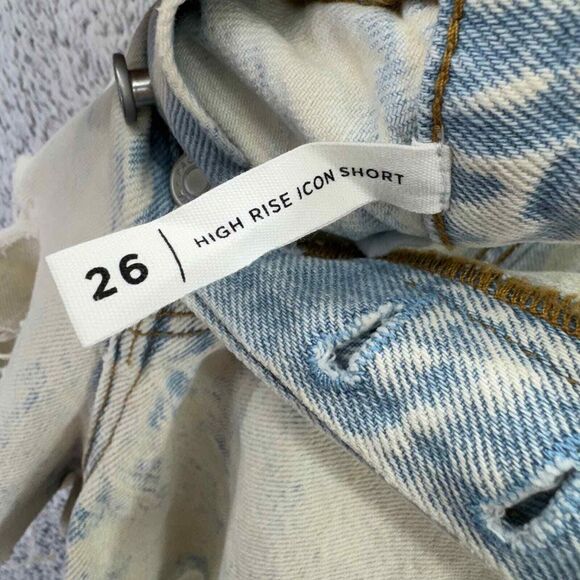 26 | HIGH RISE ICON SHORT